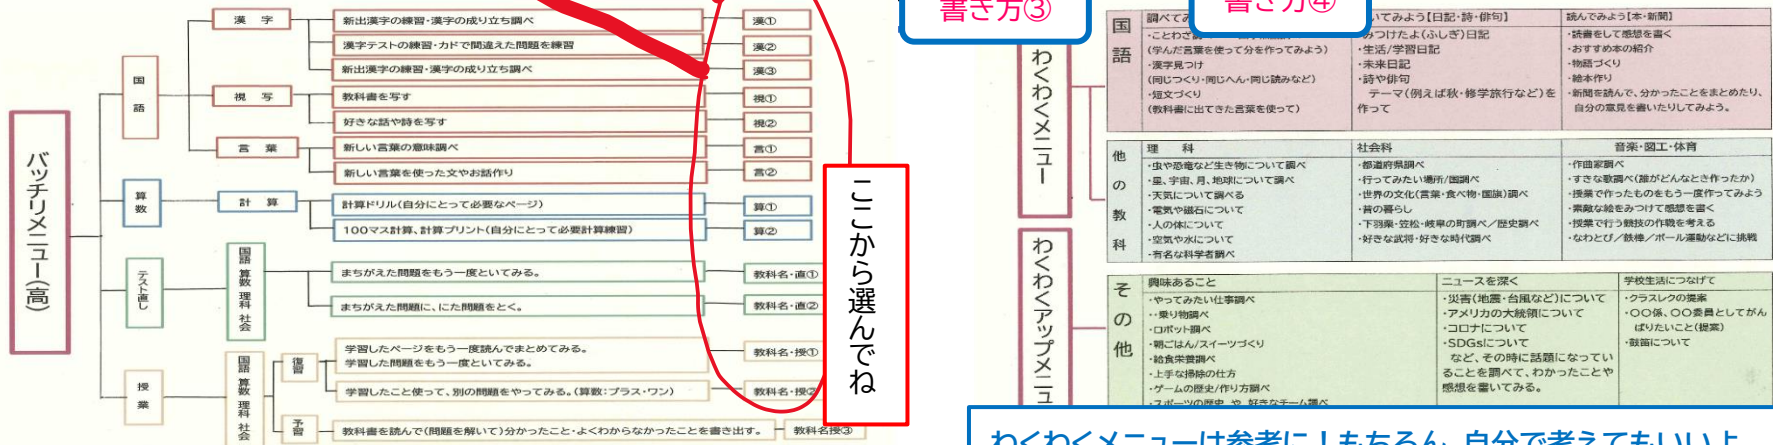 バッチリメニュー(高)
国語
漢字
新出漢字の練習・漢字の成り立ち調べ
漢①
漢字テストの練習・カドで間違えた問題を練習
漢②
新出漢字の練習・漢字の成り立ち調べ
漢③
視写
教科書を写す
視①
好きな話や詩を写す
視②
言葉
新しい言葉の意味調べ
言①
新しい言葉を使った文やお話作り
言②
算数
計算
計算ドリル(自分にとって必要なページ)
算①
100マス計算、計算プリント(自分にとって必要計算練習)
算②
テスト直し
国語 算数 理科 社会
まちがえた問題をもう一度といてみる。
教科名・直①
まちがえた問題に、にた問題をとく。
教科名・直②
授業
国語 算数 理科 社会
復習
学習したページをもう一度読んでまとめてみる。
学習した問題をもう一度といてみる。
教科名・授①
学習したこと使って、別の問題をやってみる。(算数:プラス・ワン)
教科名・授②
予習
教科書を読んで(問題を解いて)分かったこと・よくわからなかったことを書き出す。
教科名授③
ここから選んでね
書き方③
書き方④
わくわくメニュー
国語
調べてみ
・ことわざ
(学んだ言葉を使って分を作ってみよう)
・漢字見つけ
(同じつくり・同じへん・同じ読みなど)
・短文づくり
(教科書に出てきた言葉を使って)
いてみよう【日記・詩・俳句】
みつけたよ(ふしぎ)日記
・生活/学習日記
・未来日記
・詩や俳句
テーマ(例えば秋・修学旅行など)を
作って
読んでみよう【本・新聞】
・読書をして感想を書く
・おすすめ本の紹介
・物語づくり
・絵本作り
・新聞を読んで、分かったことをまとめたり、
自分の意見を書いたりしてみよう。
他の教科
理科
・虫や恐竜など生き物について調べ
・星、宇宙、月、地球について調べ
・天気について調べる
・電気や磁石について
・人の体について
・空気や水について
・有名な科学者調べ
社会科
・都道府県調べ
・行ってみたい場所/国調べ
・世界の文化(言葉・食べ物・国旗)調べ
・昔の暮らし
・下羽栗・笠松・岐阜の町調べ/歴史調べ
・好きな武将・好きな時代調べ
音楽・図工・体育
・作曲家調べ
・すきな歌調べ(誰がどんなとき作ったか)
・授業で作ったものをもう一度作ってみよう
・素敵な絵をみつけて感想を書く
・授業で行う競技の作戦を考える
・なわとび/鉄棒/ボール運動などに挑戦
わくわくアップメニュ
その他
興味あること
・やってみたい仕事調べ
・・乗り物調べ
・ロボット調べ
・朝ごはん/スイーツづくり
・給食栄養調べ
・上手な掃除の仕方
・ゲームの歴史/作り方調べ
・スポーツの歴史 や 好きなチーム調べ
ニュースを深く
・災害(地震・台風など)について
・アメリカの大統領について
・コロナについて
・SDGsについて
など、その時に話題になってい
ることを調べて、わかったことや
感想を書いてみる。
学校生活につなげて
・クラスレクの提案
・〇〇係、〇〇委員としてがん
ばりたいこと(提案)
・鼓笛について
わくわくメニューは参考に!もちろん、自分で考えてもいいよ